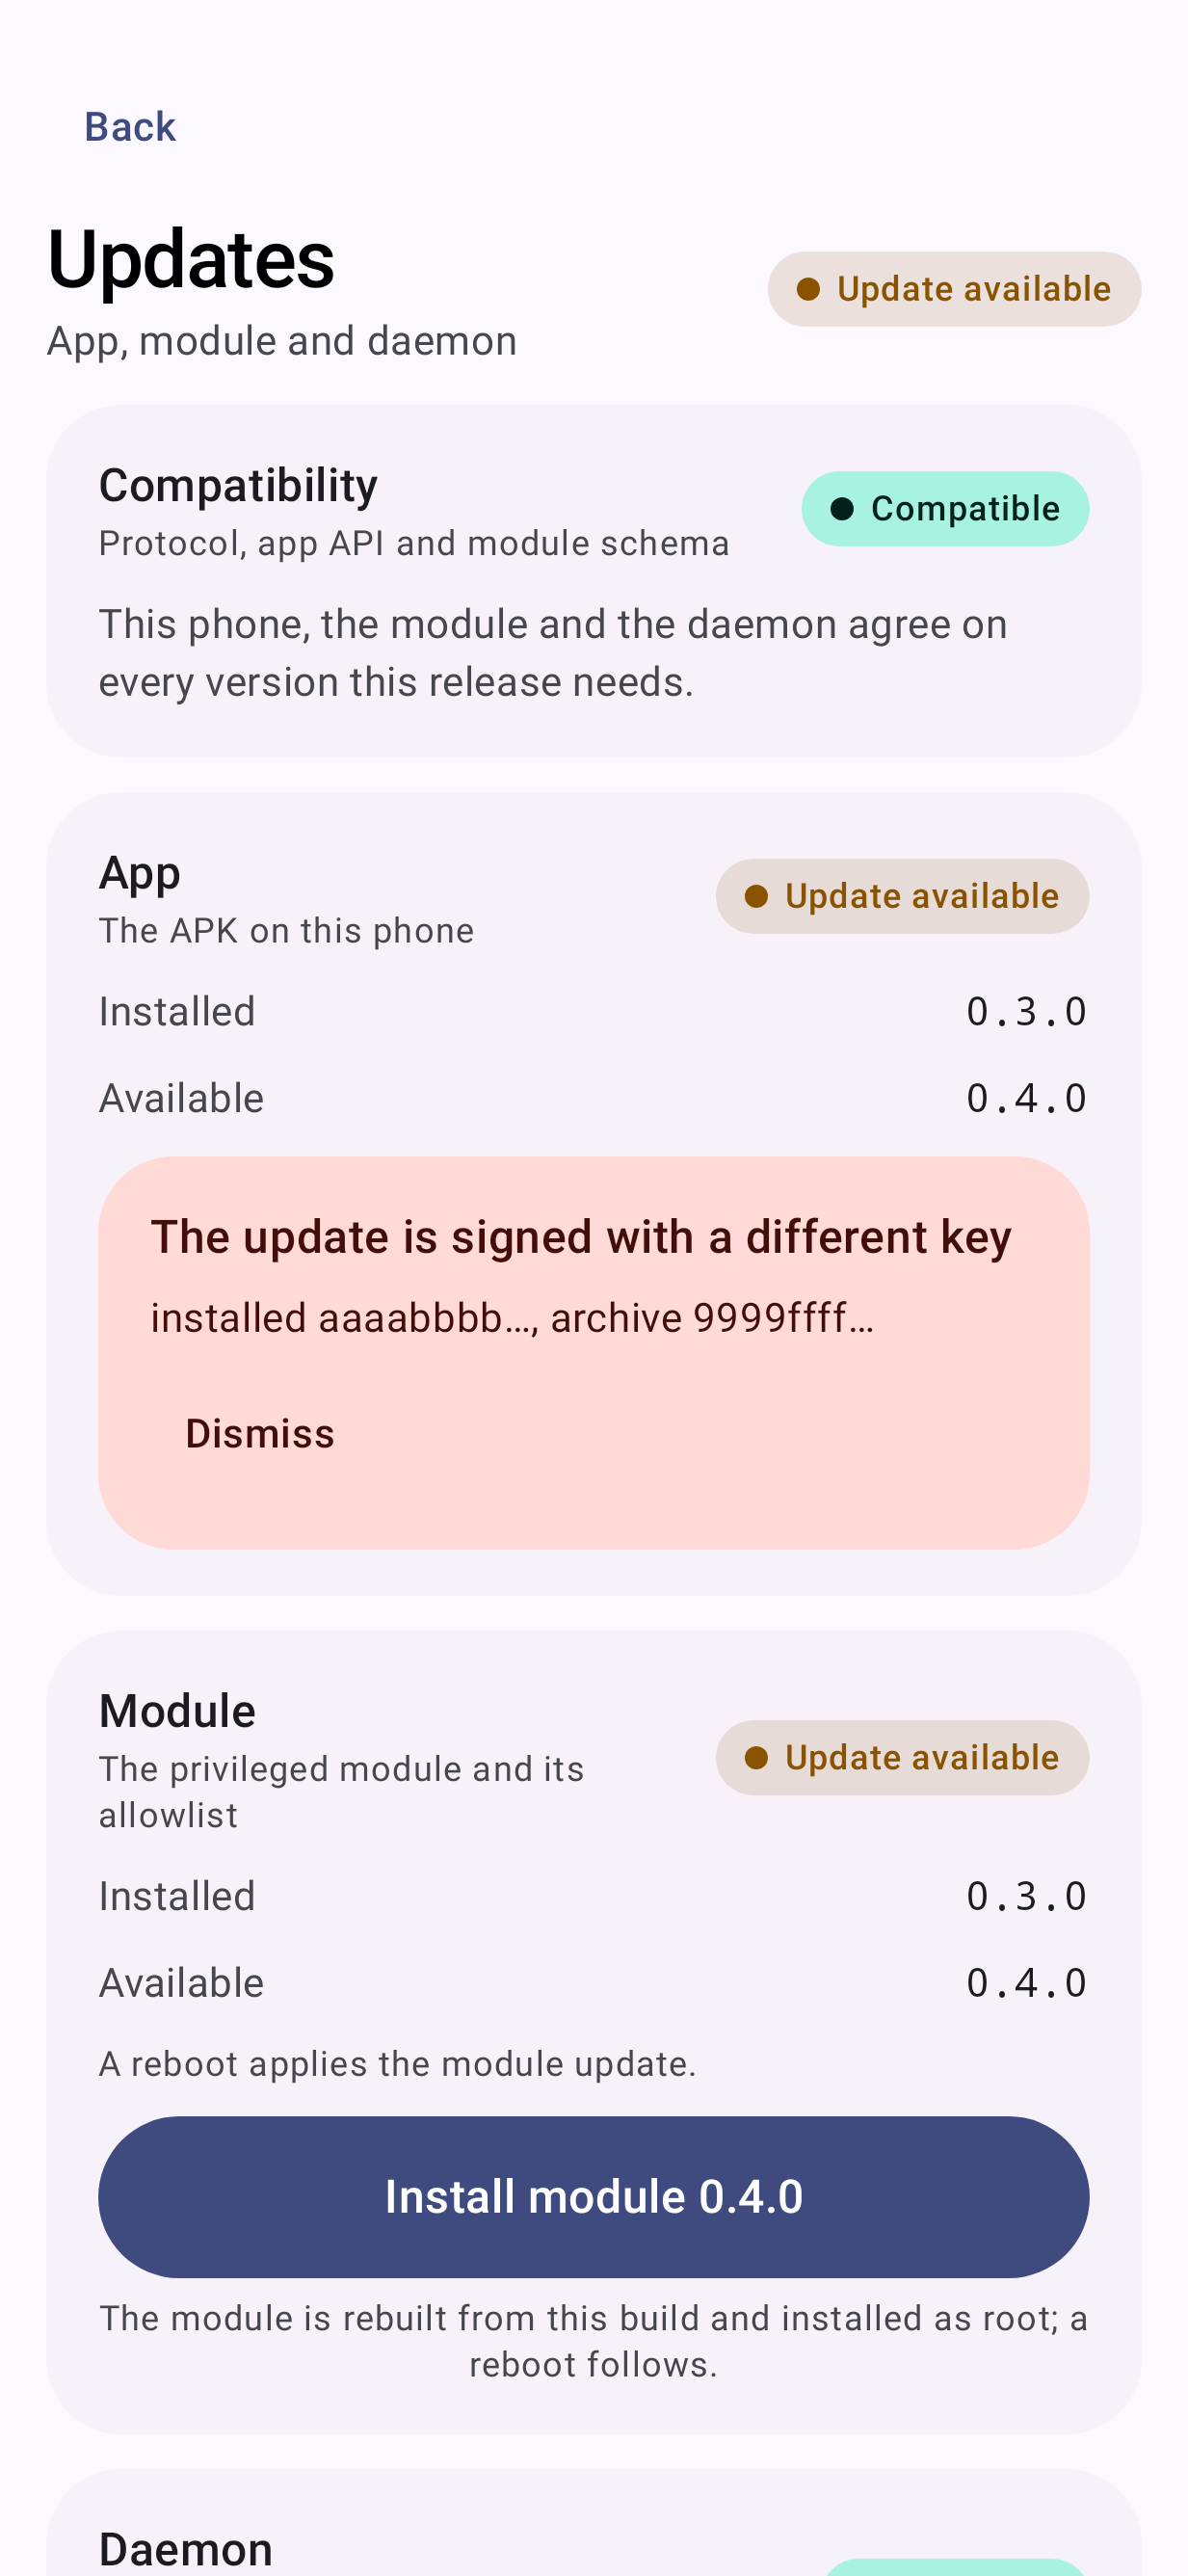 Back
Updates
Update available
App, module and daemon
Compatibility
Compatible
Protocol, app API and module schema
This phone, the module and the daemon agree on
every version this release needs.
App
Update available
The APK on this phone
Installed
0.3.0
Available
0.4.0
The update is signed with a different key
installed aaaabbbb…, archive 9999ffff…
Dismiss
Module
Update available
The privileged module and its
allowlist
Installed
0.3.0
Available
0.4.0
A reboot applies the module update.
Install module 0.4.0
The module is rebuilt from this build and installed as root; a
reboot follows.
Daemon